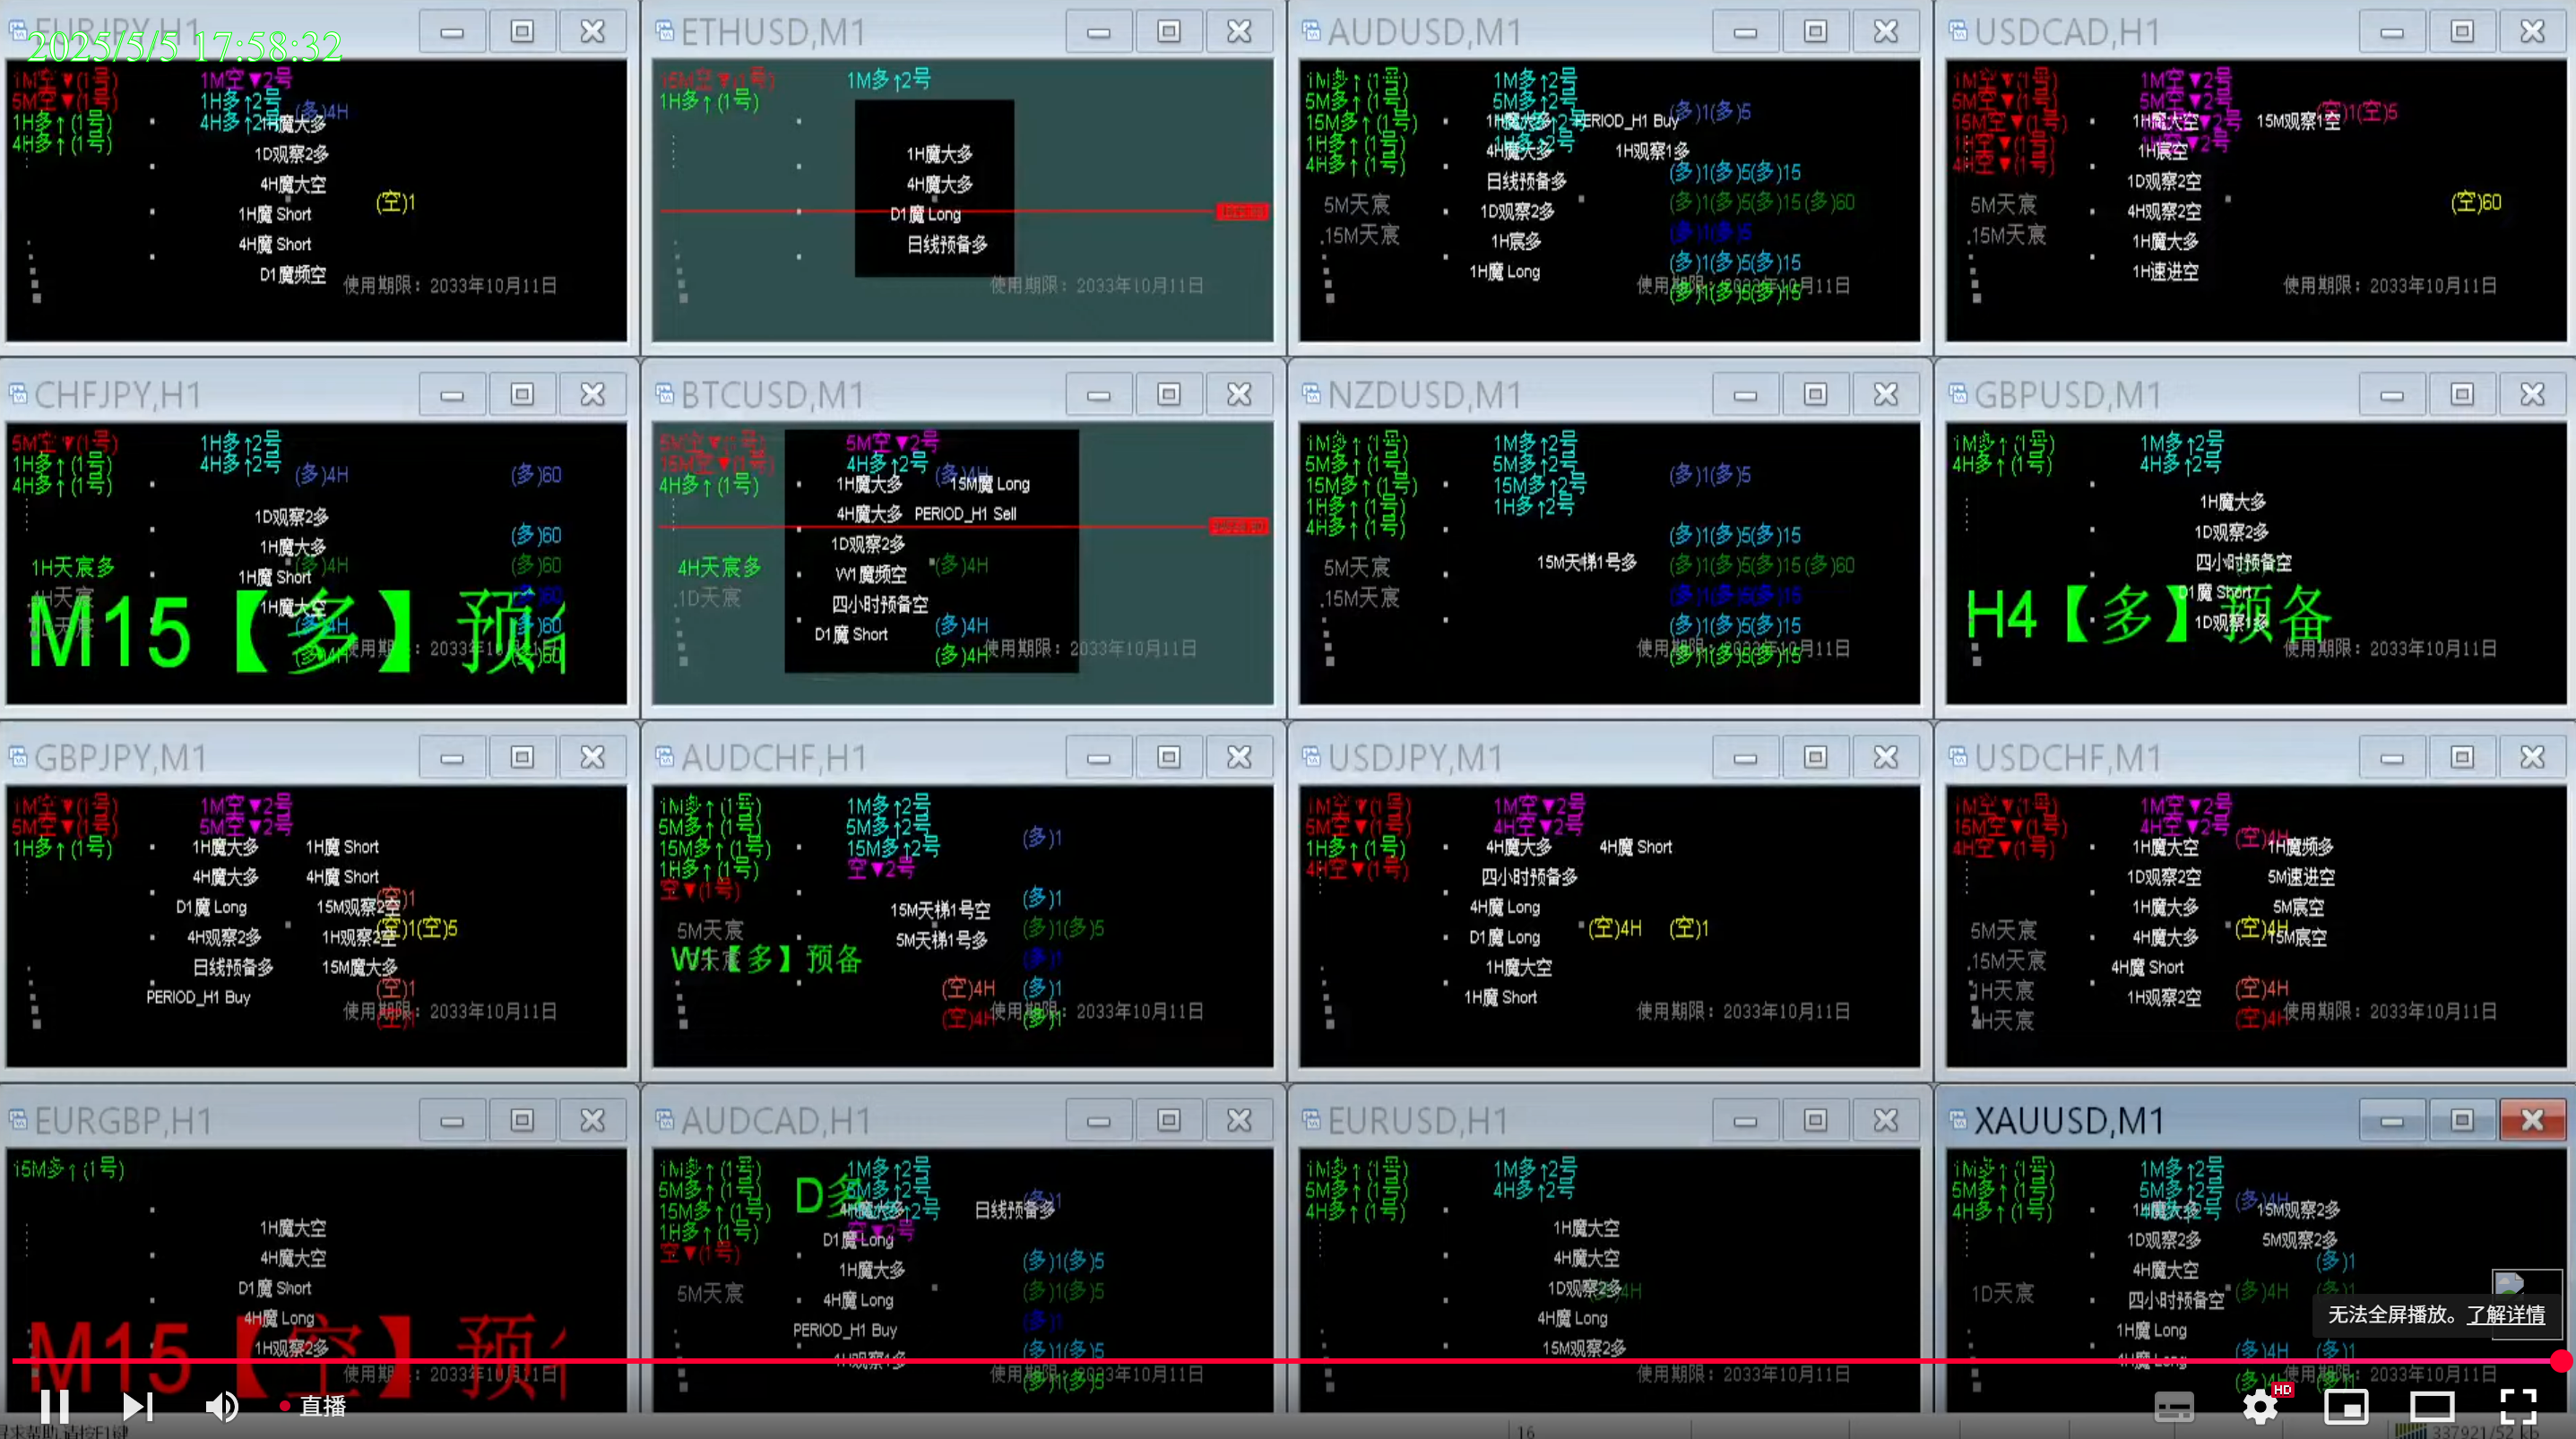 EURJPY,H1
2025/5/5 17:58:32
1M空▼(1号)
1M空▼2号
5M空▼(1号)
1H多↑2号
(多)4H
1H多↑(1号)
4H多↑2号
1H魔大多
4H多↑(1号)
1D观察2多
4H魔大空
(空)1
1H魔 Short
4H魔 Short
D1魔频空
使用期限：2033年10月11日
ETHUSD,M1
15M空▼(1号)
1M多↑2号
1H多↑(1号)
1H魔大多
4H魔大多
D1魔 Long
日线预备多
使用期限：2033年10月11日
AUDUSD,M1
1M多↑(1号)
1M多↑2号
5M多↑(1号)
5M多↑2号
(多)1(多)5
15M多↑(1号)
1H魔大多
PERIOD_H1 Buy
1H多↑(1号)
4H魔大多
1H观察1多
4H多↑(1号)
日线预备多
(多)1(多)5(多)15
5M天宸
1D观察2多
(多)1(多)5(多)15(多)60
.15M天宸
1H宸多
(多)1(多)5
1H魔 Long
(多)1(多)5(多)15
使用期限：2033年10月11日
(多)1(多)5(多)15
USDCAD,H1
1M空▼(1号)
1M空▼2号
5M空▼(1号)
5M空▼2号
(空)1(空)5
15M空▼(1号)
1H魔大空
15M观察1空
1H空▼(1号)
1H宸空
4H空▼(1号)
1D观察2空
5M天宸
4H观察2空
(空)60
.15M天宸
1H魔大多
1H速进空
使用期限：2033年10月11日
CHFJPY,H1
5M空▼(1号)
1H多↑2号
1H多↑(1号)
4H多↑2号
(多)4H
(多)60
4H多↑(1号)
1D观察2多
(多)60
1H魔大多
1H天宸多
(多)4H
(多)60
1H魔 Short
4H天宸
1H魔大空
M15【多】预
(多)4H
(多)60
BTCUSD,M1
5M空▼(1号)
5M空▼2号
15M空▼(1号)
4H多↑2号
(多)4H
4H多↑(1号)
1H魔大多
15M魔 Long
4H魔大多
PERIOD_H1 Sell
1D观察2多
4H天宸多
W1魔频空
(多)4H
.1D天宸
四小时预备空
D1魔 Short
(多)4H
(多)4H
使用期限：2033年10月11日
NZDUSD,M1
1M多↑(1号)
1M多↑2号
5M多↑(1号)
5M多↑2号
(多)1(多)5
15M多↑(1号)
15M多↑2号
1H多↑(1号)
1H多↑2号
4H多↑(1号)
(多)1(多)5(多)15
5M天宸
15M天梯1号多
(多)1(多)5(多)15(多)60
.15M天宸
(多)1(多)5(多)15
(多)1(多)5(多)15
使用期限：2033年10月11日
(多)1(多)5(多)15
GBPUSD,M1
1M多↑(1号)
1M多↑2号
4H多↑(1号)
4H多↑2号
1H魔大多
1D观察2多
四小时预备空
D1魔 Short
H4【多】预备
1D观察1多
使用期限：2033年10月11日
GBPJPY,M1
1M空▼(1号)
1M空▼2号
5M空▼(1号)
5M空▼2号
1H多↑(1号)
1H魔大多
1H魔 Short
4H魔大多
4H魔 Short
(空)1
D1魔 Long
15M观察2空
(空)1(空)5
4H观察2多
1H观察2空
日线预备多
15M魔大多
(空)1
PERIOD_H1 Buy
使用期限：2033年10月11日
(空)1
AUDCHF,H1
1M多↑(1号)
1M多↑2号
5M多↑(1号)
5M多↑2号
(多)1
15M多↑(1号)
15M多↑2号
1H多↑(1号)
空▼2号
空▼(1号)
(多)1
15M天梯1号空
5M天宸
(多)1(多)5
5M天梯1号多
W1【多】预备
(多)1
(空)4H
(多)1
(空)4H
(多)1
使用期限：2033年10月11日
USDJPY,M1
1M空▼(1号)
1M空▼2号
5M空▼(1号)
4H空▼2号
1H多↑(1号)
4H魔大多
4H魔 Short
4H空▼(1号)
四小时预备多
4H魔 Long
(空)4H
(空)1
D1魔 Long
1H魔大空
1H魔 Short
使用期限：2033年10月11日
USDCHF,M1
1M空▼(1号)
1M空▼2号
15M空▼(1号)
4H空▼2号
(空)4H
4H空▼(1号)
1H魔大空
1H魔频多
1D观察2空
5M速进空
1H魔大多
5M宸空
5M天宸
(空)4H
4H魔大多
15M宸空
.15M天宸
4H魔 Short
1H天宸
(空)4H
1H观察2空
4H天宸
(空)4H
使用期限：2033年10月11日
EURGBP,H1
15M多↑(1号)
1H魔大空
4H魔大空
D1魔 Short
4H魔 Long
1H观察2多
M15【空】预
使用期限：2033年10月11日
AUDCAD,H1
1M多↑(1号)
1M多↑2号
5M多↑(1号)
D多
5M多↑2号
15M多↑(1号)
日线预备多
1H多↑(1号)
空▼2号
空▼(1号)
D1魔 Long
(多)1(多)5
1H魔大多
5M天宸
4H魔 Long
(多)1(多)5
PERIOD_H1 Buy
(多)1
(多)1(多)5
(多)1(多)5
使用期限：2033年10月11日
EURUSD,H1
1M多↑(1号)
1M多↑2号
5M多↑(1号)
4H多↑2号
4H多↑(1号)
1H魔大空
4H魔大空
1D观察2多
4H魔 Long
15M观察2多
使用期限：2033年10月11日
XAUUSD,M1
1M多↑(1号)
1M多↑2号
5M多↑(1号)
5M多↑2号
(多)4H
4H多↑(1号)
1H魔大多
15M观察2多
1D观察2多
5M观察2多
(多)1
4H魔大空
1D天宸
四小时预备空
(多)4H
1H魔 Long
(多)4H
(多)1
使用期限：2033年10月11日
无法全屏播放。了解详情
直播
HD
16
337921/52 kb